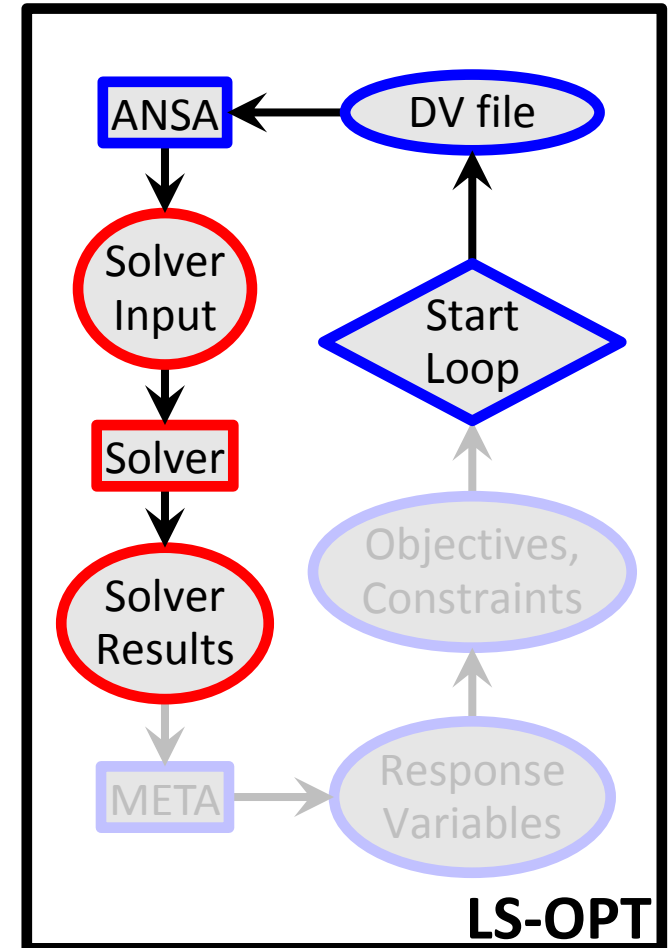 ANSA
DV file
Solver
Input
Start
Loop
Solver
Objectives,
Constraints
Solver
Results
META
Response
Variables
LS-OPT